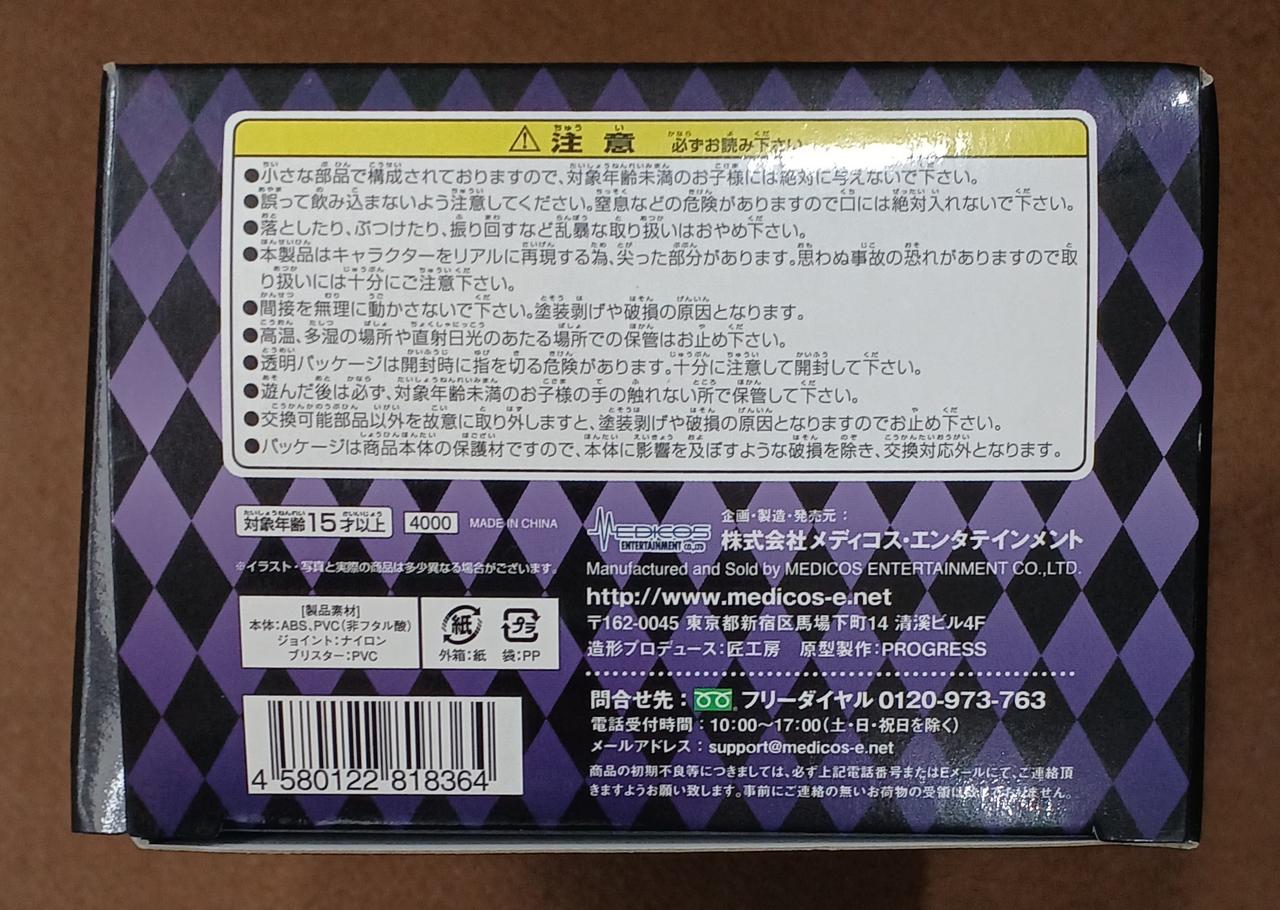 ⚠注意 必ずお読み下さい
●小さな部品で構成されておりますので、対象年齢未満のお子様には絶対に与えないで下さい。
●誤って飲み込まないよう注意してください。窒息などの危険がありますので口には絶対入れないで下さい。
●落としたり、ぶつけたり、振り回すなど乱暴な取り扱いはおやめ下さい。
●本製品はキャラクターをリアルに再現する為、尖った部分があります。思わぬ事故の恐れがありますので取
り扱いには十分にご注意下さい。
●間接を無理に動かさないで下さい。塗装剥げや破損の原因となります。
●高温、多湿の場所や直射日光のあたる場所での保管はお止め下さい。
●透明パッケージは開封時に指を切る危険があります。十分に注意して開封して下さい。
●遊んだ後は必ず、対象年齢未満のお子様の手の触れない所で保管して下さい。
●交換可能部品以外を故意に取り外しますと、塗装剥げや破損の原因となりますのでお止め下さい。
●パッケージは商品本体の保護材ですので、本体に影響を及ぼすような破損を除き、交換対応外となります。
対象年齢15才以上 4000 MADE IN CHINA
※イラスト・写真と実際の商品は多少異なる場合がございます。
[製品素材]
本体:ABS、PVC(非フタル酸)
ジョイント:ナイロン
ブリスター:PVC
紙 プラ
外箱:紙 袋:PP
4 580122 818364
MEDICOS
ENTERTAINMENT CO.,LTD
企画・製造・発売元:
株式会社メディコス・エンタテインメント
Manufactured and Sold by MEDICOS ENTERTAINMENT CO.,LTD.
http://www.medicos-e.net
〒162-0045 東京都新宿区馬場下町14 清溪ビル4F
造形プロデュース:匠工房 原型製作:PROGRESS
問合せ先:フリーダイヤル 0120-973-763
電話受付時間:10:00～17:00(土・日・祝日を除く)
メールアドレス:support@medicos-e.net
商品の初期不良等につきましては、必ず上記電話番号またはEメールにて、ご連絡頂
きますようお願い致します。事前にご連絡の無いお荷物の受領は